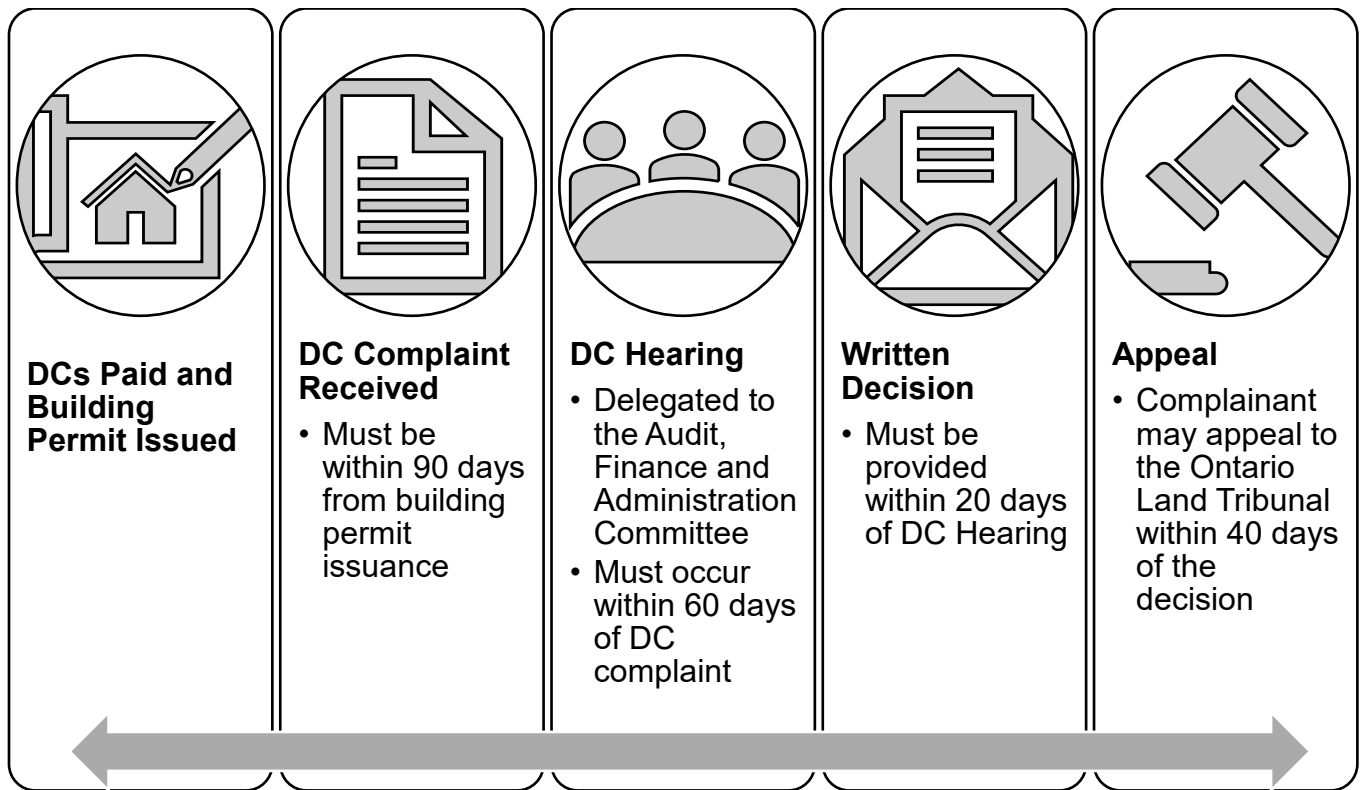 DCs Paid and
Building
Permit Issued
DC Complaint
Received
• Must be
within 90 days
from building
permit
issuance
DC Hearing
• Delegated to
the Audit,
Finance and
Administration
Committee
• Must occur
within 60 days
of DC
complaint
Written
Decision
• Must be
provided
within 20 days
of DC Hearing
Appeal
• Complainant
may appeal to
the Ontario
Land Tribunal
within 40 days
of the
decision